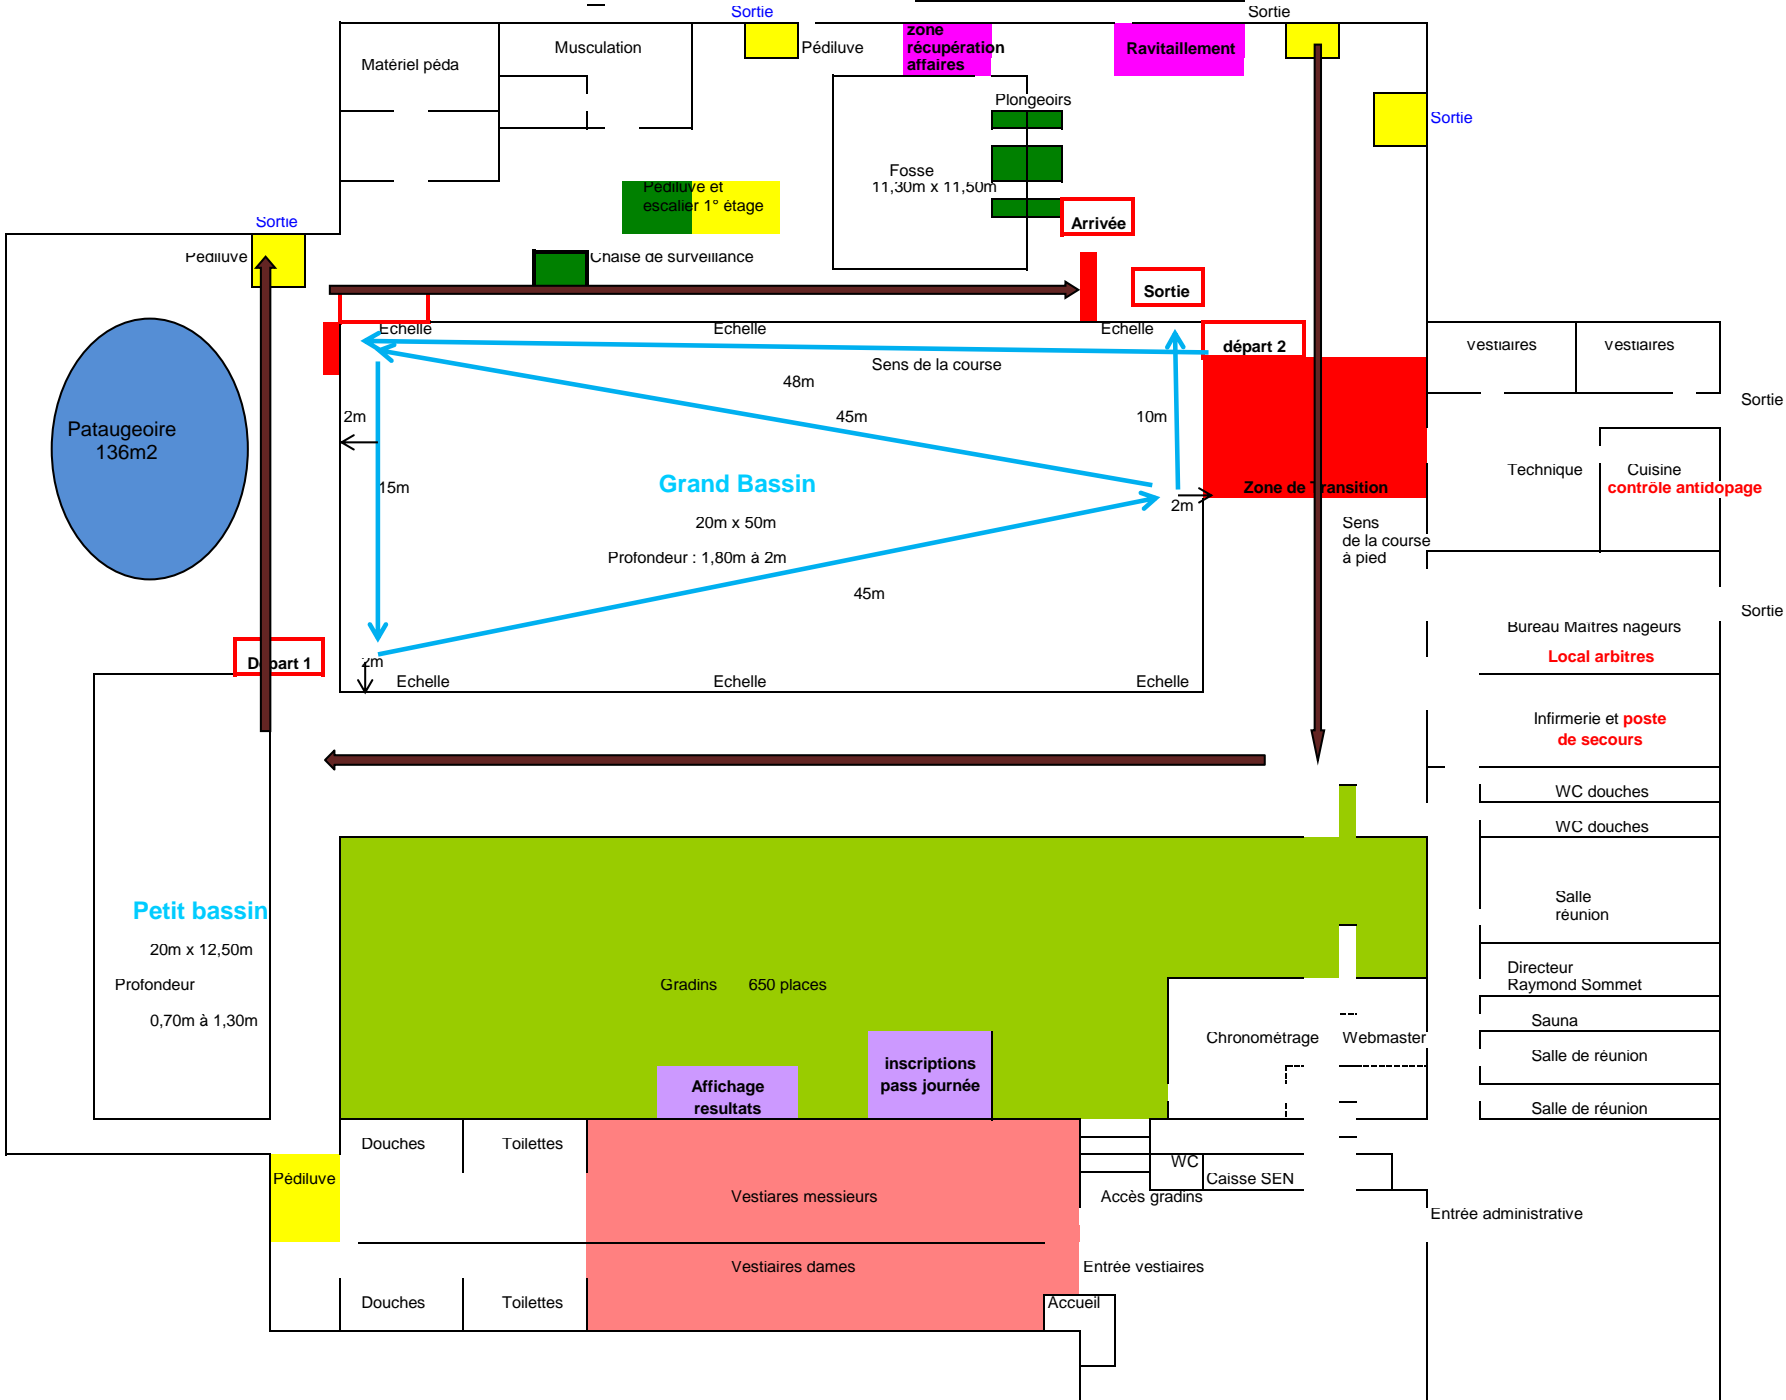 Sortie
Sortie
Matériel péda
Musculation
Pédiluve
zone
récupération
affaires
Ravitaillement
Plongeoirs
Sortie
Fosse
11,30m x 11,50m
Pédiluve et
escalier 1° étage
Arrivée
Sortie
Pédiluve
Chaise de surveillance
Sortie
Echelle
Echelle
Echelle
départ 2
vestiaires
vestiaires
Sens de la course
48m
Sortie
2m
45m
10m
Pataugeoire
136m2
Technique
Cuisine
contrôle antidopage
15m
Grand Bassin
Zone de Transition
2m
20m x 50m
Sens
de la course
à pied
Profondeur : 1,80m à 2m
45m
Sortie
Bureau Maîtres nageurs
Local arbitres
Départ 1
2m
Echelle
Echelle
Echelle
Infirmerie et poste
de secours
WC douches
WC douches
Petit bassin
20m x 12,50m
Profondeur
0,70m à 1,30m
Salle
réunion
Directeur
Raymond Sommet
Gradins 650 places
Sauna
Chronométrage
Webmaster
Salle de réunion
inscriptions
pass journée
Affichage
resultats
Salle de réunion
Douches
Toilettes
WC
Pédiluve
Caisse SEN
Vestiares messieurs
Accès gradins
Entrée administrative
Vestiaires dames
Entrée vestiaires
Douches
Toilettes
Accueil